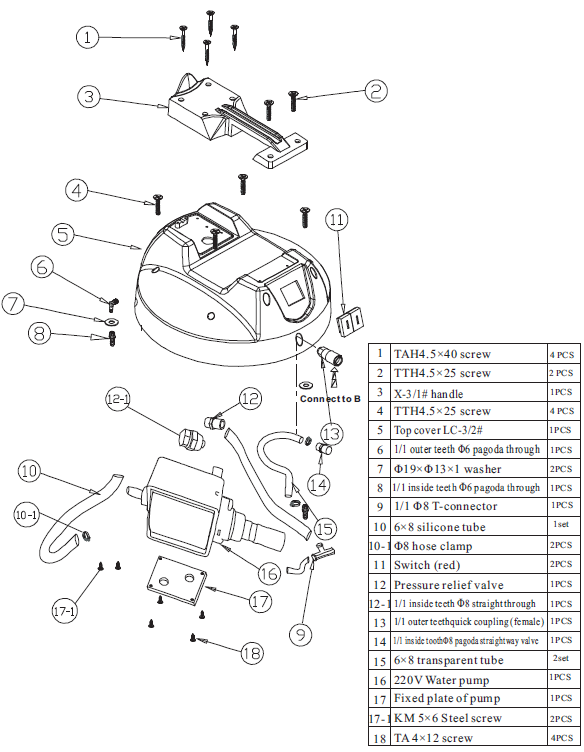 1
2
3
4
5
11
6
7
8
Connect to B
12-1
12
13
14
10
15
10-1
16
17-1
17
9
18
1 TAH4.5×40 screw 4 PCS
2 TTH4.5×25 screw 2 PCS
3 X-3/1# handle 1PCS
4 TTH4.5×25 screw 4 PCS
5 Top cover LC-3/2# 1PCS
6 1/1 outer teeth Φ6 pagoda through 1PCS
7 Φ19×Φ13×1 washer 2PCS
8 1/1 inside teeth Φ6 pagoda through 1PCS
9 1/1 Φ8 T-connector 1PCS
10 6×8 silicone tube 1set
10-1 Φ8 hose clamp 2PCS
11 Switch (red) 2PCS
12 Pressure relief valve 1PCS
12-1 1/1 inside teeth Φ8 straight through 1PCS
13 1/1 outer teethquick coupling (female) 1PCS
14 1/1 inside toothΦ8 pagoda straightway valve 1PCS
15 6×8 transparent tube 2set
16 220V Water pump 1PCS
17 Fixed plate of pump 1PCS
17-1 KM 5×6 Steel screw 2PCS
18 TA 4×12 screw 4PCS